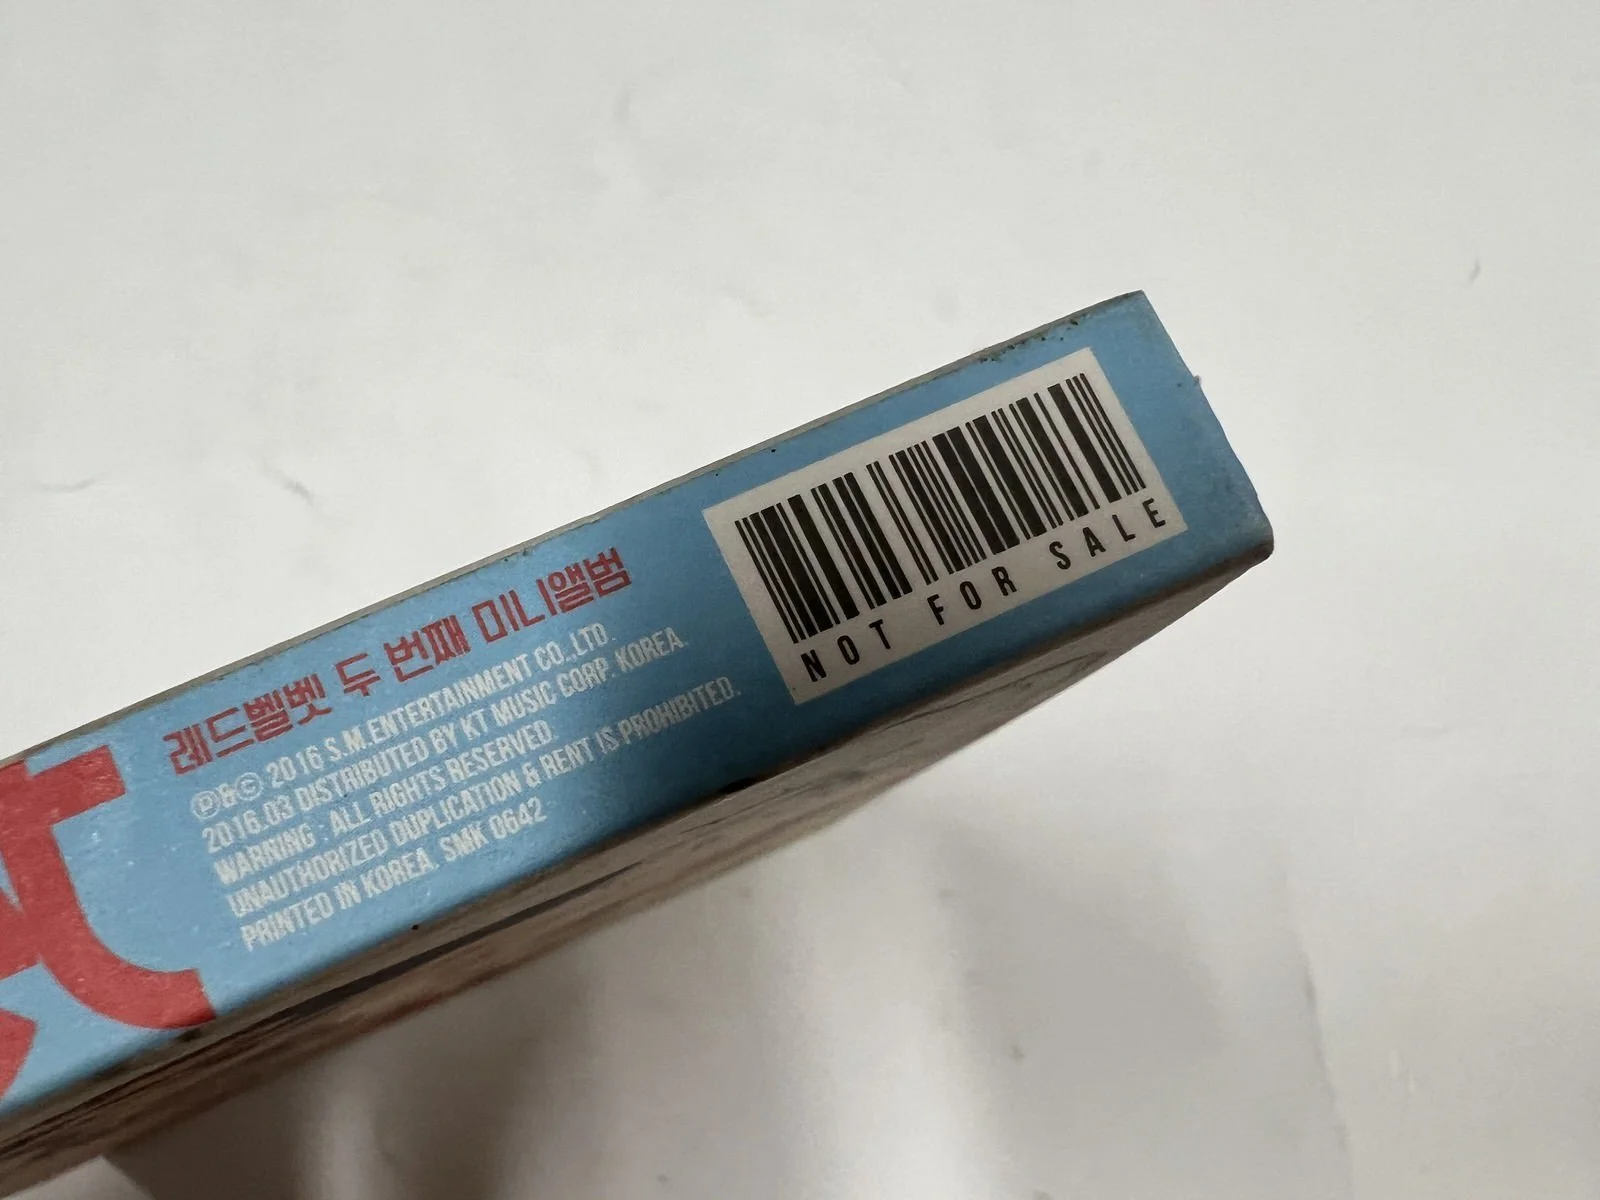 레드벨벳 두 번째 미니앨범
Ⓟ&Ⓒ 2016 S.M.ENTERTAINMENT CO.,LTD.
2016.03 DISTRIBUTED BY KT MUSIC CORP. KOREA.
WARNING : ALL RIGHTS RESERVED.
UNAUTHORIZED DUPLICATION & RENT IS PROHIBITED.
PRINTED IN KOREA. SMK 0642
NOT FOR SALE